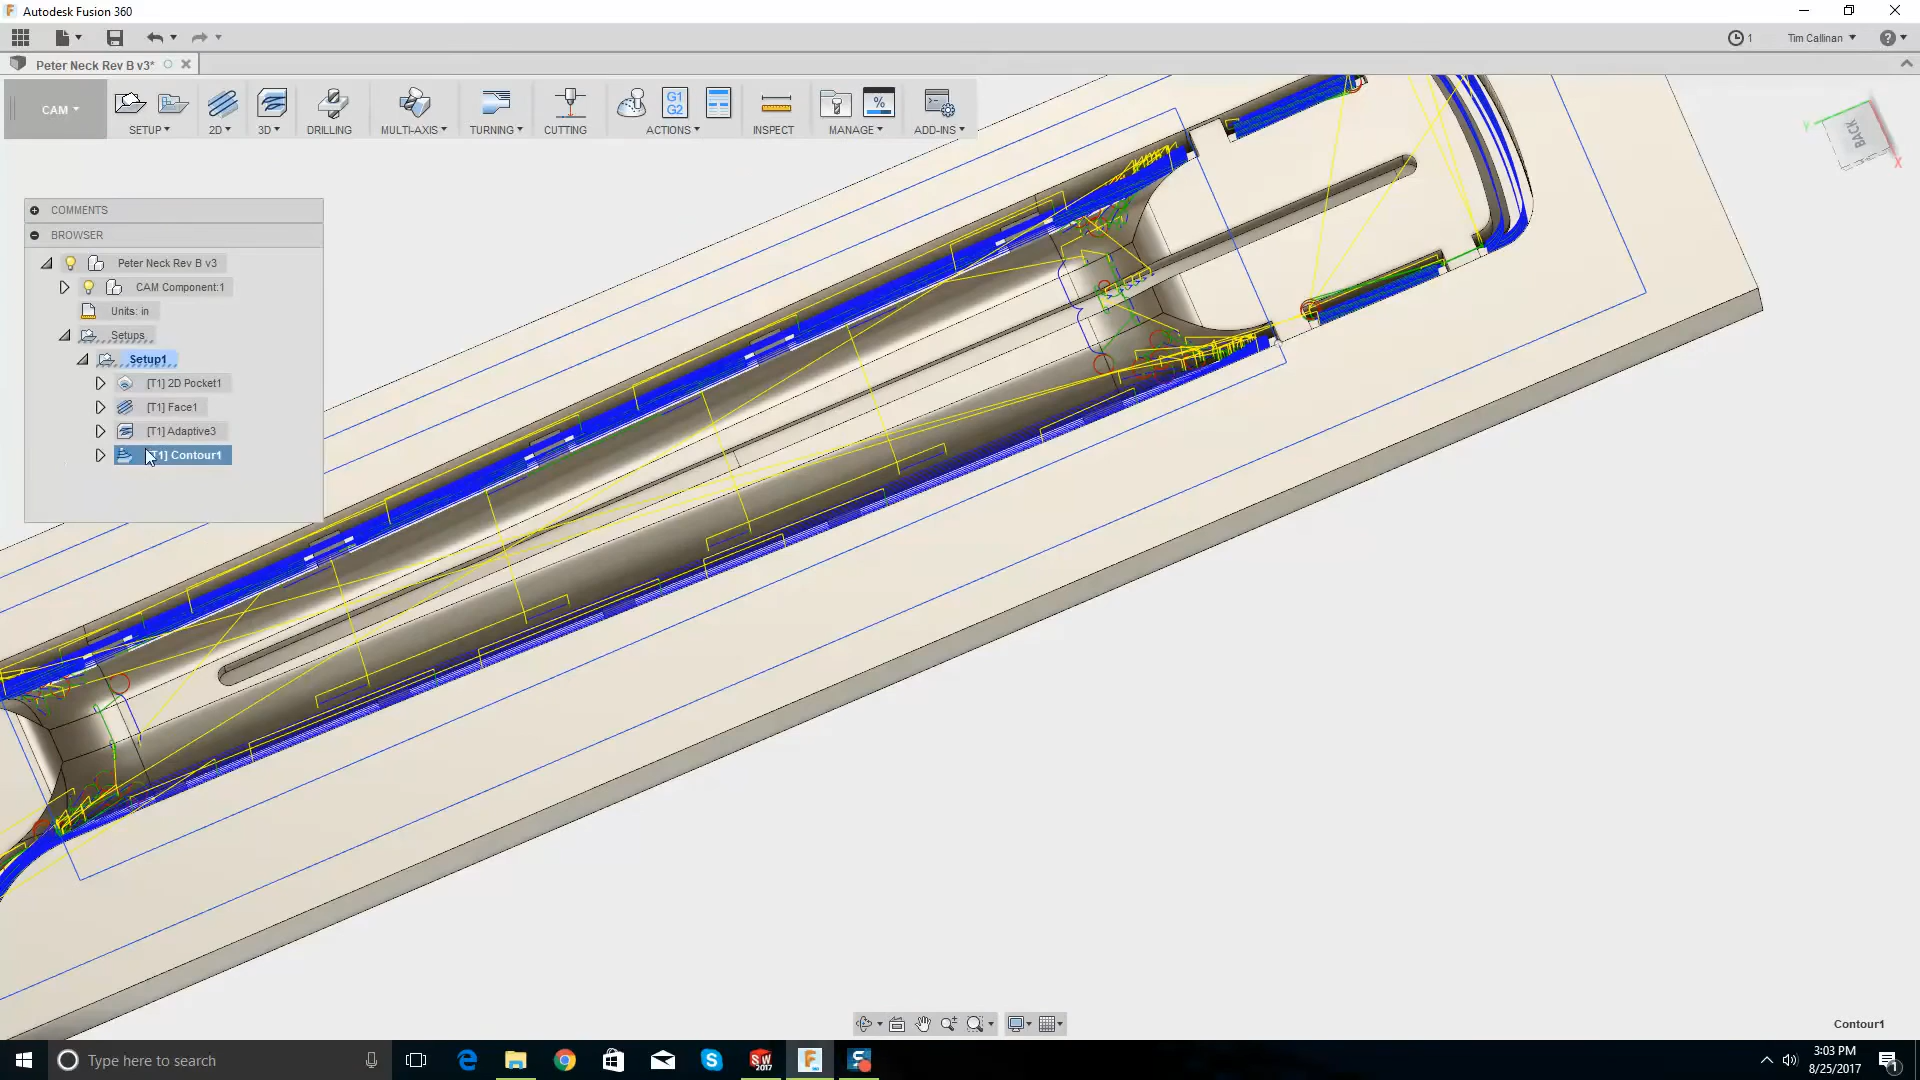 Autodesk Fusion 360
1
Tim Callinan
Peter Neck Rev B v3*
CAM
SETUP
2D
3D
DRILLING
MULTI-AXIS
TURNING
CUTTING
G1
G2
ACTIONS
INSPECT
%
MANAGE
ADD-INS
BACK
Y
X
COMMENTS
BROWSER
Peter Neck Rev B v3
CAM Component:1
Units: in
Setups
Setup1
[T1] 2D Pocket1
[T1] Face1
[T1] Adaptive3
[T1] Contour1
Contour1
Type here to search
SW
2017
F
S
3:03 PM
8/25/2017
1